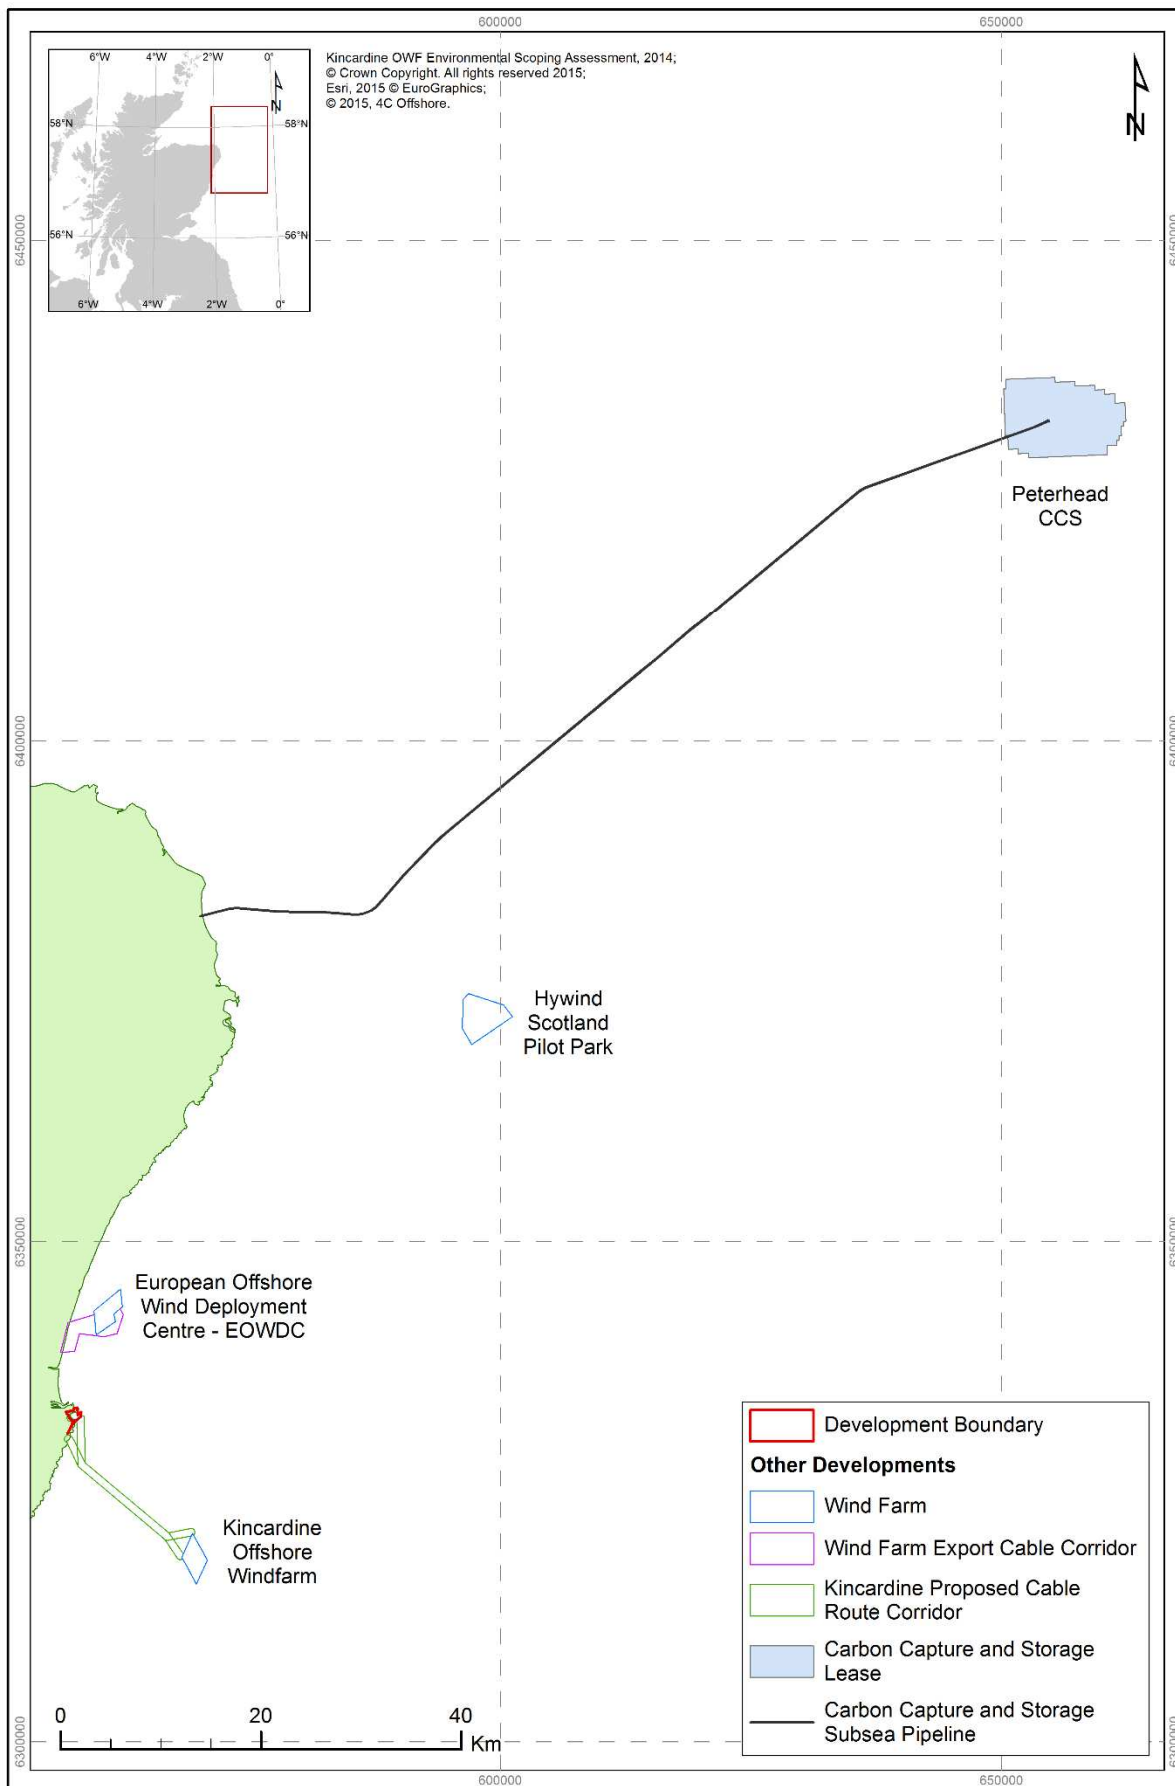 600000
650000
6°W
4°W
2°W
0°
N
58°N
58°N
56°N
56°N
6°W
4°W
2°W
0°
Kincardine OWF Environmental Scoping Assessment, 2014;
© Crown Copyright. All rights reserved 2015;
Esri, 2015 © EuroGraphics;
© 2015, 4C Offshore.
N
6450000
6450000
Peterhead
CCS
6400000
6400000
Hywind
Scotland
Pilot Park
6350000
6350000
European Offshore
Wind Deployment
Centre - EOWDC
Kincardine
Offshore
Windfarm
Development Boundary
Other Developments
Wind Farm
Wind Farm Export Cable Corridor
Kincardine Proposed Cable
Route Corridor
Carbon Capture and Storage
Lease
Carbon Capture and Storage
Subsea Pipeline
0
20
40
Km
6300000
6300000
600000
650000